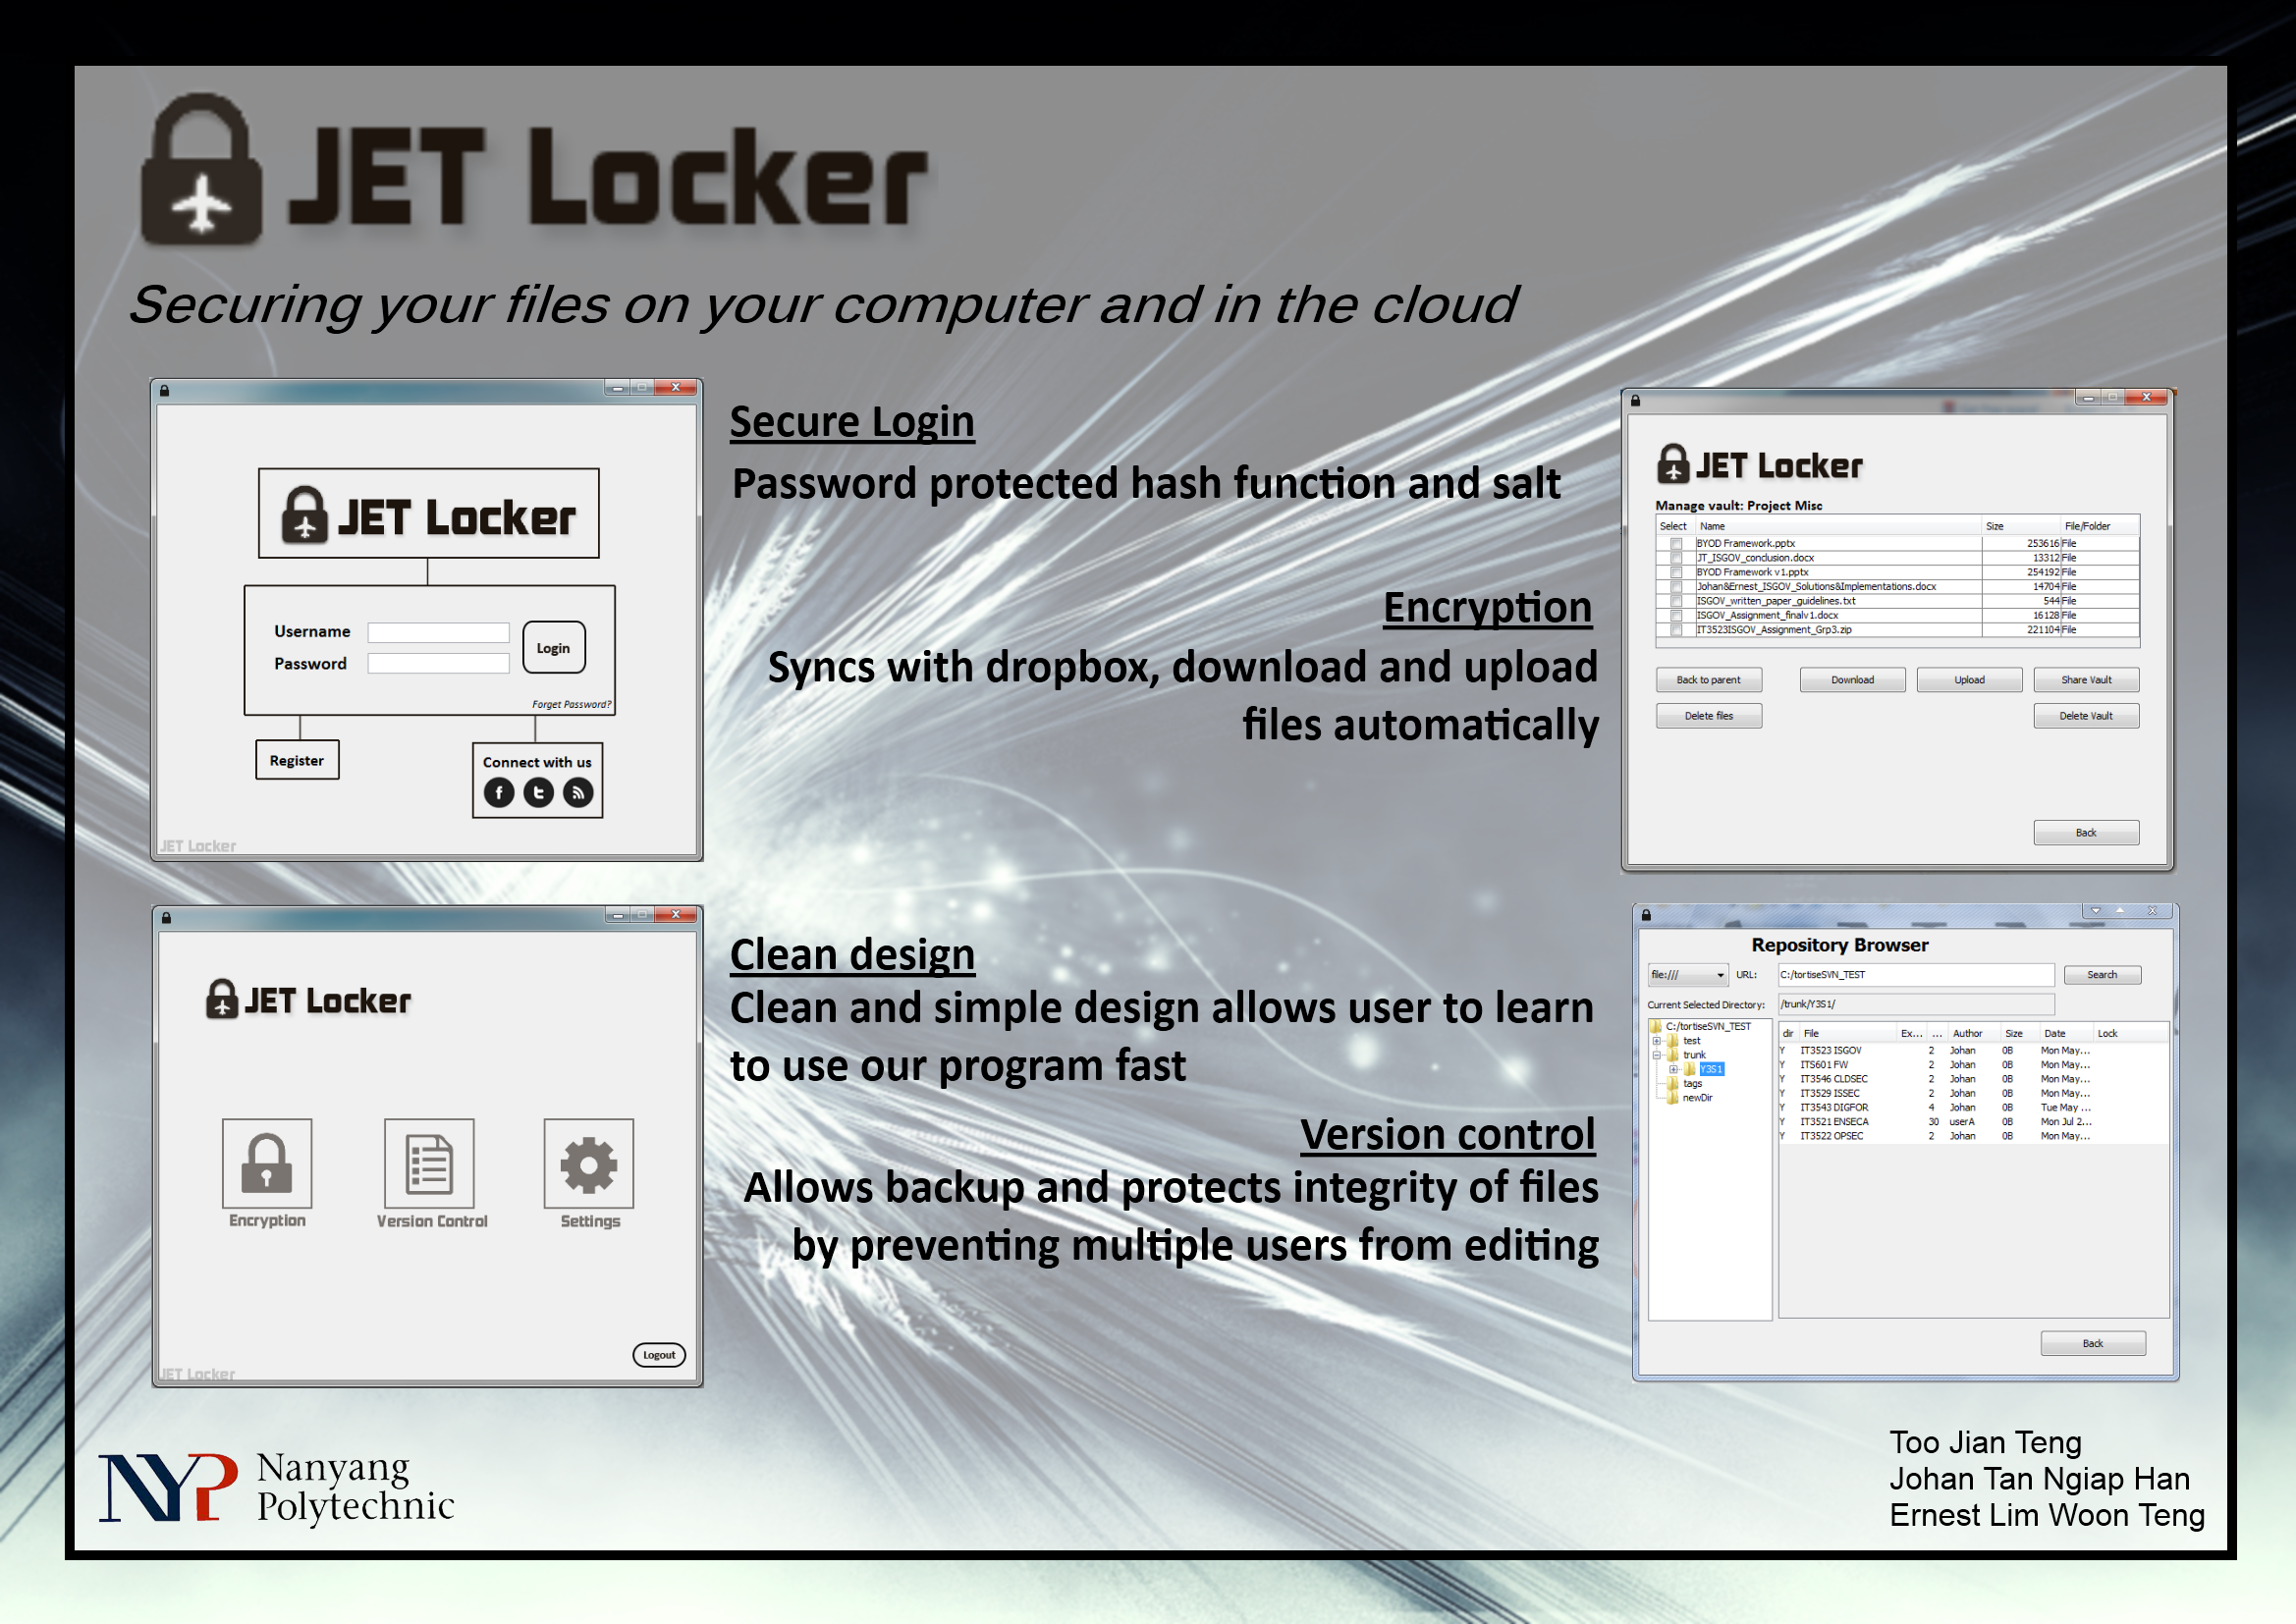 JET Locker
Securing your files on your computer and in the cloud
JET Locker
Username
Password
Login
Forget Password?
Register
Connect with us
JET Locker
Secure Login
Password protected hash function and salt
Encryption
Syncs with dropbox, download and upload
files automatically
JET Locker
Manage vault: Project Misc
Select Name Size File/Folder
BYOD Framework.pptx 253616 File
JT_ISGOV_conclusion.docx 13312 File
BYOD Framework v1.pptx 254192 File
Johan&Ernest_ISGOV_Solutions&Implementations.docx 14704 File
ISGOV_written_paper_guidelines.txt 544 File
ISGOV_Assignment_finalv1.docx 16128 File
IT3523ISGOV_Assignment_Grp3.zip 221104 File
Back to parent Download Upload Share Vault
Delete files Delete Vault
Back
JET Locker
Encryption Version Control Settings
Logout
JET Locker
Clean design
Clean and simple design allows user to learn
to use our program fast
Version control
Allows backup and protects integrity of files
by preventing multiple users from editing
Repository Browser
file:/// URL: C:/tortiseSVN_TEST Search
Current Selected Directory: /trunk/Y3S1/
C:/tortiseSVN_TEST
test
trunk
Y3S1
tags
newDir
dir File Ex... ... Author Size Date Lock
Y IT3523 ISGOV 2 Johan 0B Mon May...
Y ITS601 FW 2 Johan 0B Mon May...
Y IT3546 CLDSEC 2 Johan 0B Mon May...
Y IT3529 ISSEC 2 Johan 0B Mon May...
Y IT3543 DIGFOR 4 Johan 0B Tue May ...
Y IT3521 ENSECA 30 userA 0B Mon Jul 2...
Y IT3522 OPSEC 2 Johan 0B Mon May...
Back
NYP Nanyang
Polytechnic
Too Jian Teng
Johan Tan Ngiap Han
Ernest Lim Woon Teng